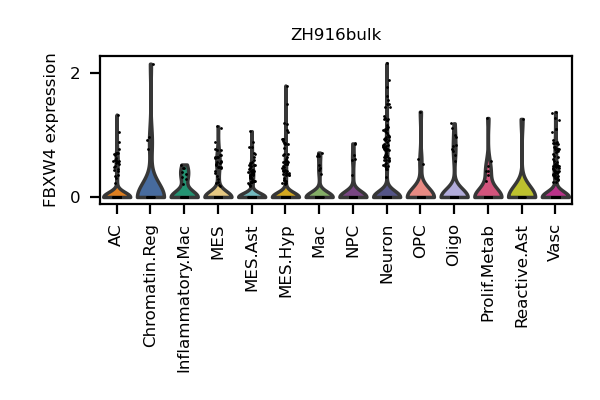 ZH916bulk
FBXW4 expression
2
0
AC
Chromatin.Reg
Inflammatory.Mac
MES
MES.Ast
MES.Hyp
Mac
NPC
Neuron
OPC
Oligo
Prolif.Metab
Reactive.Ast
Vasc